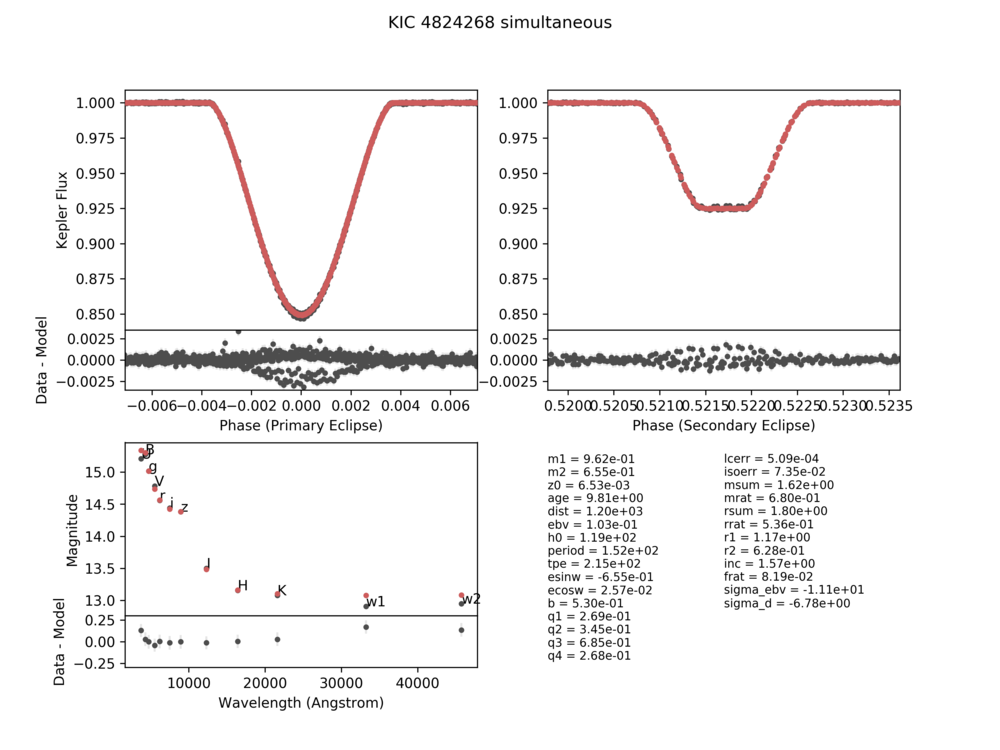 KIC 4824268 simultaneous
1.000
0.975
0.950
0.925
0.900
0.875
0.850
Kepler Flux
0.0025
0.0000
−0.0025
Data - Model
−0.006 −0.004 −0.002 0.000 0.002 0.004 0.006
Phase (Primary Eclipse)
1.000
0.975
0.950
0.925
0.900
0.875
0.850
0.0025
0.0000
−0.0025
0.5200 0.5205 0.5210 0.5215 0.5220 0.5225 0.5230 0.5235
Phase (Secondary Eclipse)
15.0
14.5
14.0
13.5
13.0
Magnitude
B
g
V
r
i
z
J
H
K
w1
w2
0.25
0.00
−0.25
Data - Model
10000 20000 30000 40000
Wavelength (Angstrom)
m1 = 9.62e-01
m2 = 6.55e-01
z0 = 6.53e-03
age = 9.81e+00
dist = 1.20e+03
ebv = 1.03e-01
h0 = 1.19e+02
period = 1.52e+02
tpe = 2.15e+02
esinw = -6.55e-01
ecosw = 2.57e-02
b = 5.30e-01
q1 = 2.69e-01
q2 = 3.45e-01
q3 = 6.85e-01
q4 = 2.68e-01
lcerr = 5.09e-04
isoerr = 7.35e-02
msum = 1.62e+00
mrat = 6.80e-01
rsum = 1.80e+00
rrat = 5.36e-01
r1 = 1.17e+00
r2 = 6.28e-01
inc = 1.57e+00
frat = 8.19e-02
sigma_ebv = -1.11e+01
sigma_d = -6.78e+00